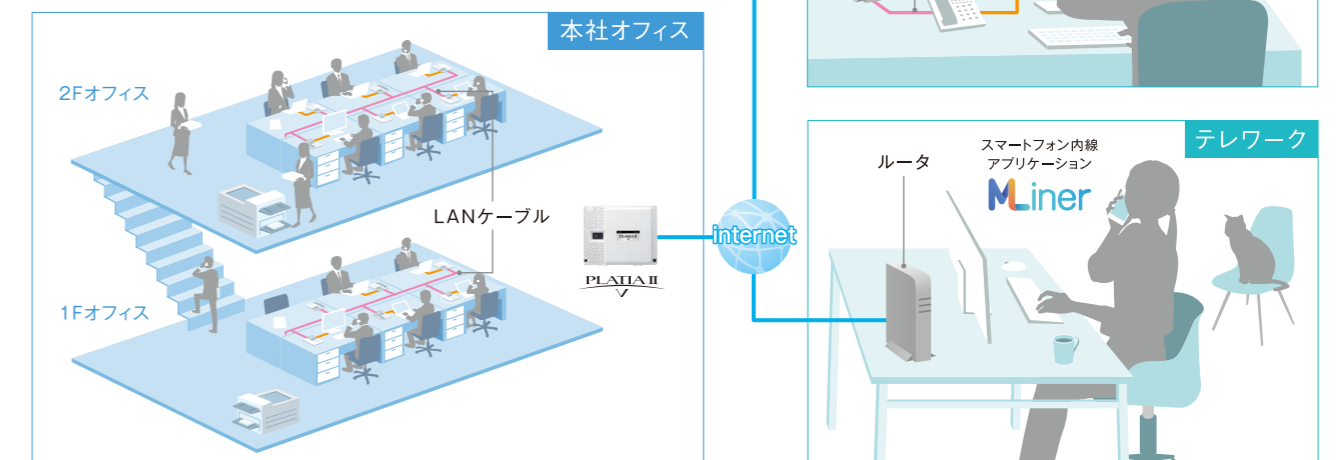 本社オフィス
2Fオフィス
LANケーブル
PLATIA II
1Fオフィス
internet
テレワーク
スマートフォン内線
アプリケーション
MLiner
ルータ